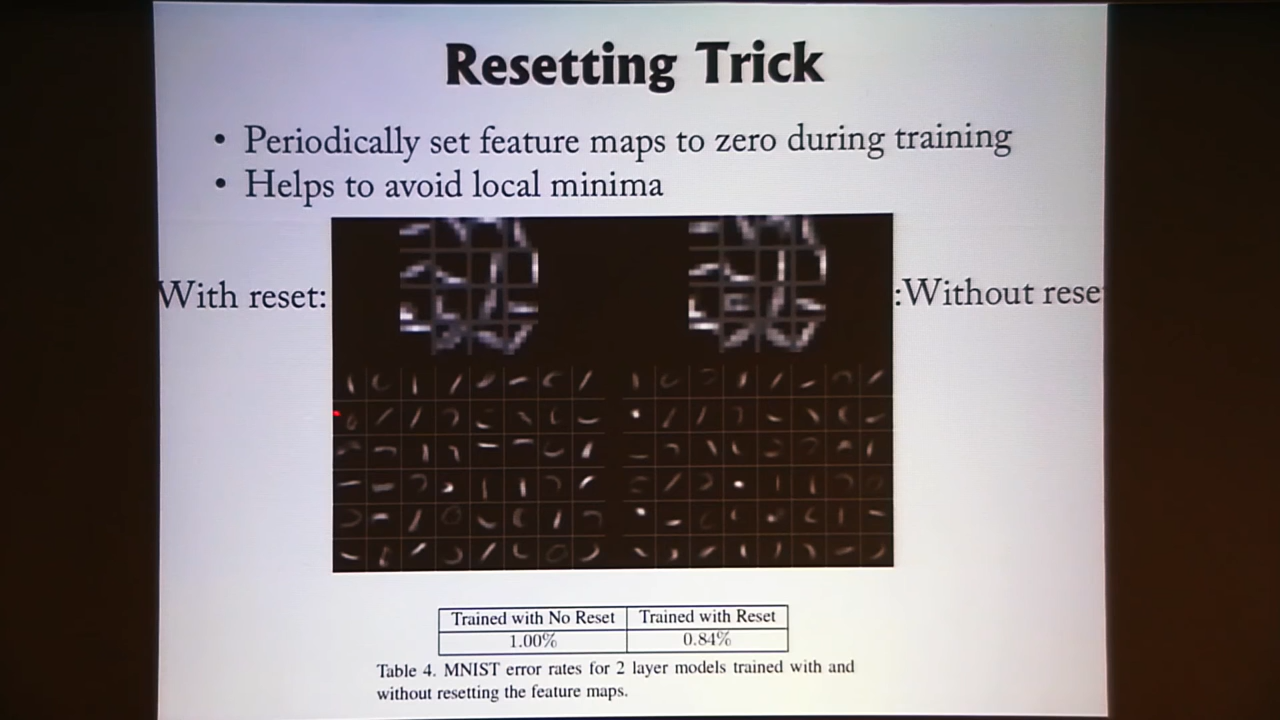 Resetting Trick
• Periodically set feature maps to zero during training
• Helps to avoid local minima
With reset:
:Without rese
Trained with No Reset Trained with Reset
1.00% 0.84%
Table 4. MNIST error rates for 2 layer models trained with and
without resetting the feature maps.